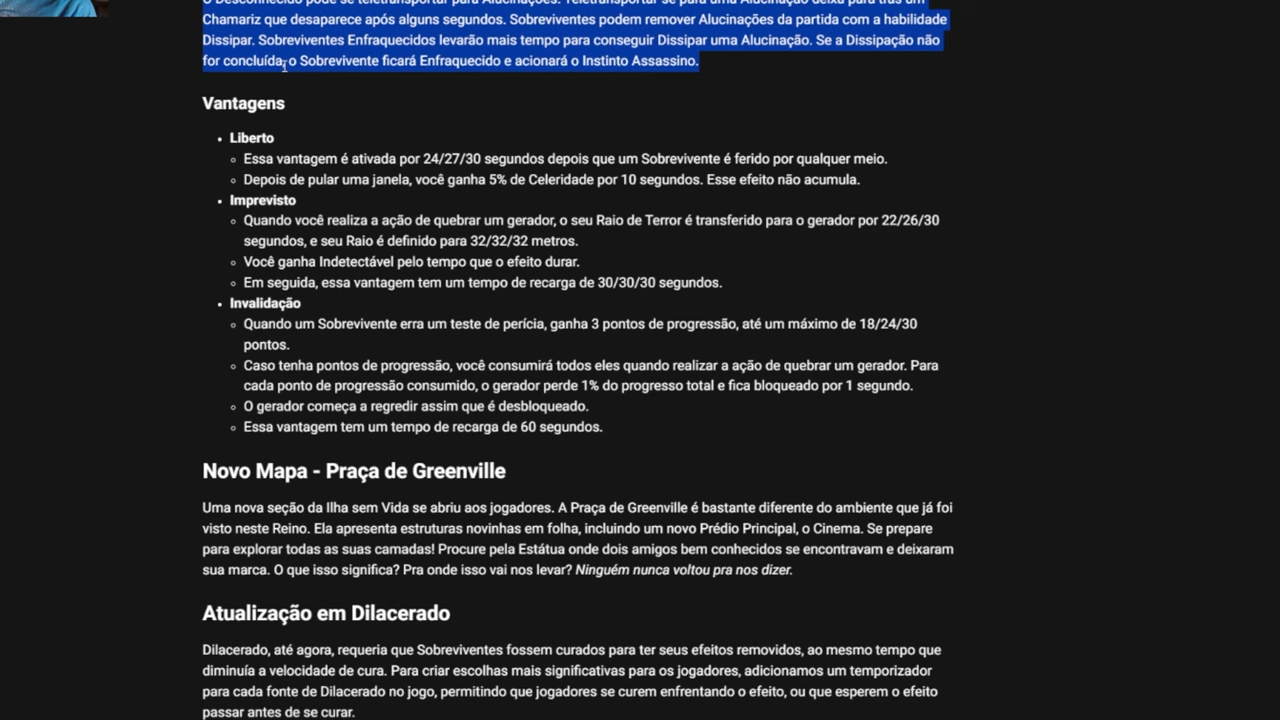 O Desconhecido pode se teletransportar para Alucinações. Teletransportar-se para uma Alucinação deixa para trás um
Chamariz que desaparece após alguns segundos. Sobreviventes podem remover Alucinações da partida com a habilidade
Dissipar. Sobreviventes Enfraquecidos levarão mais tempo para conseguir Dissipar uma Alucinação. Se a Dissipação não
for concluída, o Sobrevivente ficará Enfraquecido e acionará o Instinto Assassino.
Vantagens
• Liberto
◦ Essa vantagem é ativada por 24/27/30 segundos depois que um Sobrevivente é ferido por qualquer meio.
◦ Depois de pular uma janela, você ganha 5% de Celeridade por 10 segundos. Esse efeito não acumula.
• Imprevisto
◦ Quando você realiza a ação de quebrar um gerador, o seu Raio de Terror é transferido para o gerador por 22/26/30
segundos, e seu Raio é definido para 32/32/32 metros.
◦ Você ganha Indetectável pelo tempo que o efeito durar.
◦ Em seguida, essa vantagem tem um tempo de recarga de 30/30/30 segundos.
• Invalidação
◦ Quando um Sobrevivente erra um teste de perícia, ganha 3 pontos de progressão, até um máximo de 18/24/30
pontos.
◦ Caso tenha pontos de progressão, você consumirá todos eles quando realizar a ação de quebrar um gerador. Para
cada ponto de progressão consumido, o gerador perde 1% do progresso total e fica bloqueado por 1 segundo.
◦ O gerador começa a regredir assim que é desbloqueado.
◦ Essa vantagem tem um tempo de recarga de 60 segundos.
Novo Mapa - Praça de Greenville
Uma nova seção da Ilha sem Vida se abriu aos jogadores. A Praça de Greenville é bastante diferente do ambiente que já foi
visto neste Reino. Ela apresenta estruturas novinhas em folha, incluindo um novo Prédio Principal, o Cinema. Se prepare
para explorar todas as suas camadas! Procure pela Estátua onde dois amigos bem conhecidos se encontravam e deixaram
sua marca. O que isso significa? Pra onde isso vai nos levar? Ninguém nunca voltou pra nos dizer.
Atualização em Dilacerado
Dilacerado, até agora, requeria que Sobreviventes fossem curados para ter seus efeitos removidos, ao mesmo tempo que
diminuía a velocidade de cura. Para criar escolhas mais significativas para os jogadores, adicionamos um temporizador
para cada fonte de Dilacerado no jogo, permitindo que jogadores se curem enfrentando o efeito, ou que esperem o efeito
passar antes de se curar.